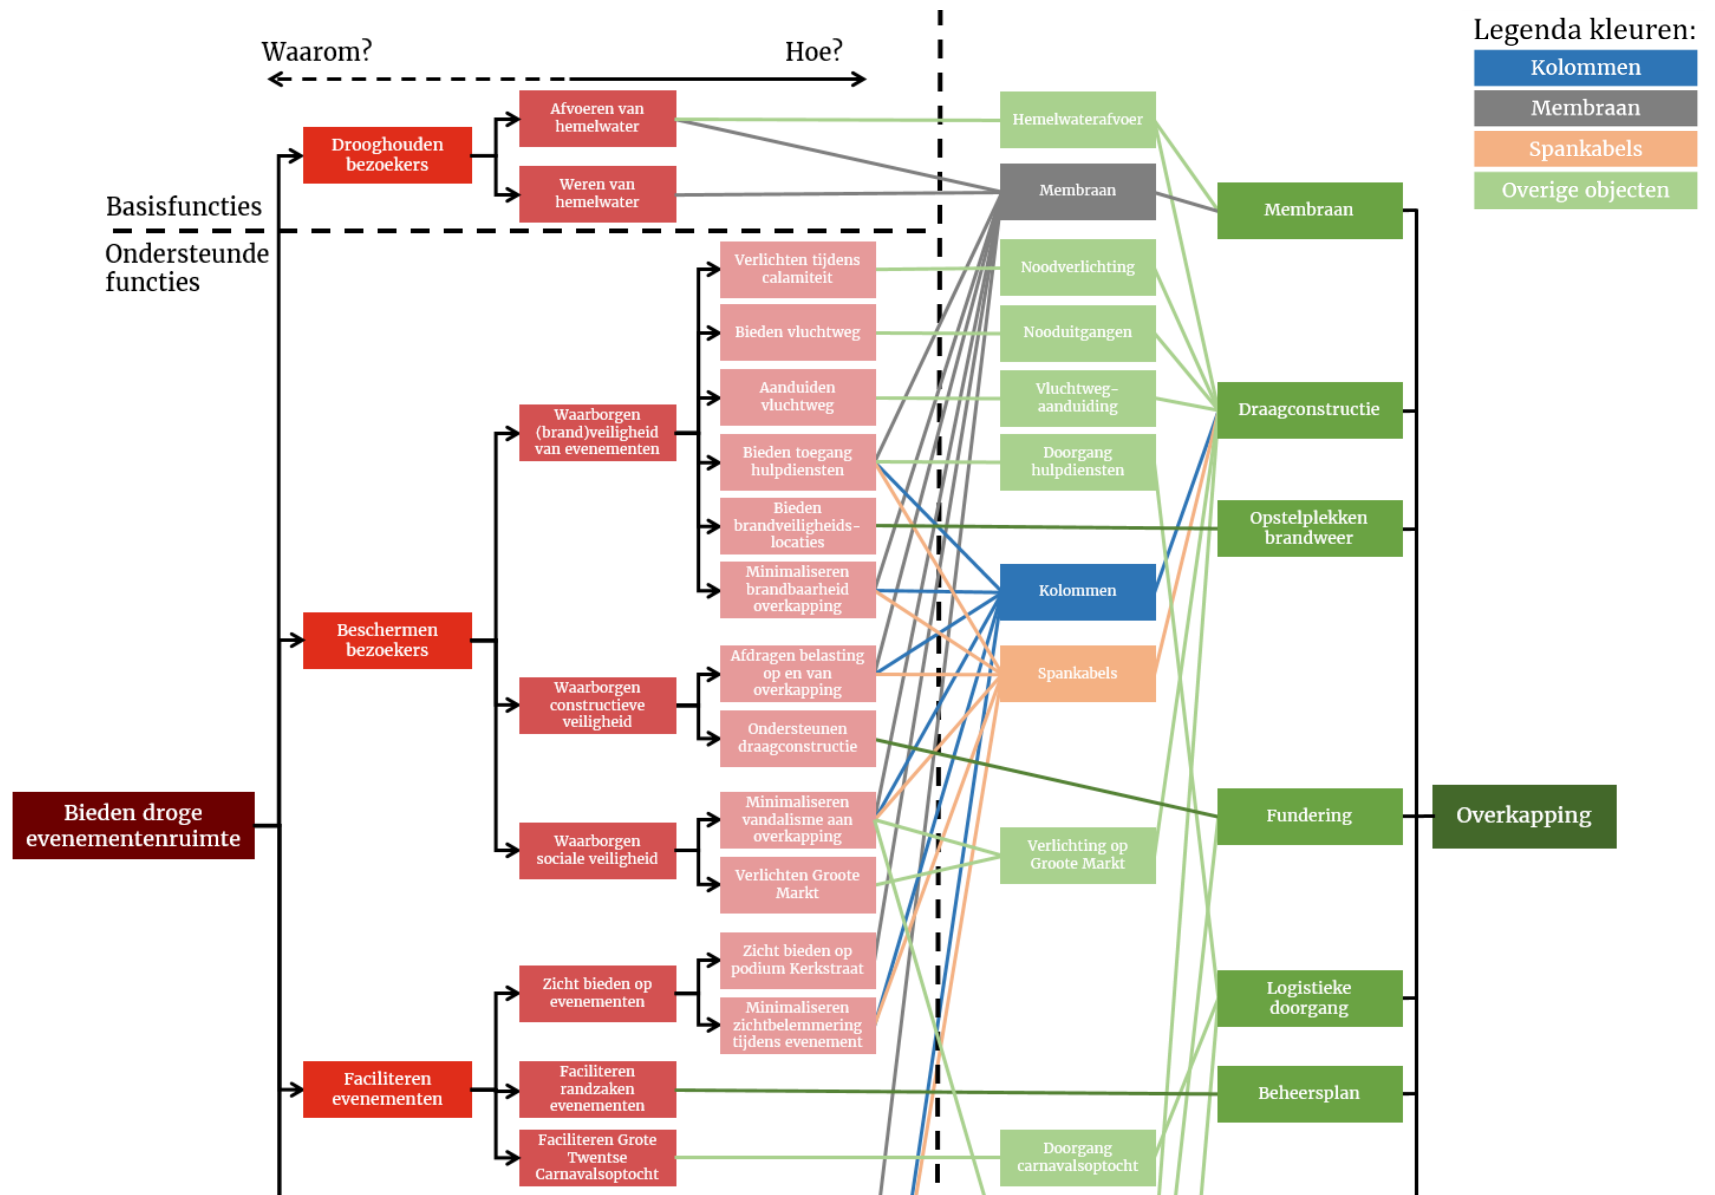 Waarom?
Hoe?
Legenda kleuren:
Kolommen
Membraan
Spankabels
Overige objecten
Basisfuncties
Ondersteunde
functies
Bieden droge
evenementenruimte
Drooghouden
bezoekers
Beschermen
bezoekers
Faciliteren
evenementen
Afvoeren van
hemelwater
Weren van
hemelwater
Waarborgen
(brand)veiligheid
van evenementen
Waarborgen
constructieve
veiligheid
Waarborgen
sociale veiligheid
Zicht bieden op
evenementen
Faciliteren
randzaken
evenementen
Faciliteren Grote
Twentse
Carnavalsoptocht
Verlichten tijdens
calamiteit
Bieden vluchtweg
Aanduiden
vluchtweg
Bieden toegang
hulpdiensten
Bieden
brandveiligheids-
locaties
Minimaliseren
brandbaarheid
overkapping
Afdragen belasting
op en van
overkapping
Ondersteunen
draagconstructie
Minimaliseren
vandalisme aan
overkapping
Verlichten Groote
Markt
Zicht bieden op
podium Kerkstraat
Minimaliseren
zichtbelemmering
tijdens evenement
Hemelwaterafvoer
Membraan
Noodverlichting
Nooduitgangen
Vluchtweg-
aanduiding
Doorgang
hulpdiensten
Kolommen
Spankabels
Verlichting op
Groote Markt
Doorgang
carnavalsoptocht
Membraan
Draagconstructie
Opstelplekken
brandweer
Fundering
Logistieke
doorgang
Beheersplan
Overkapping